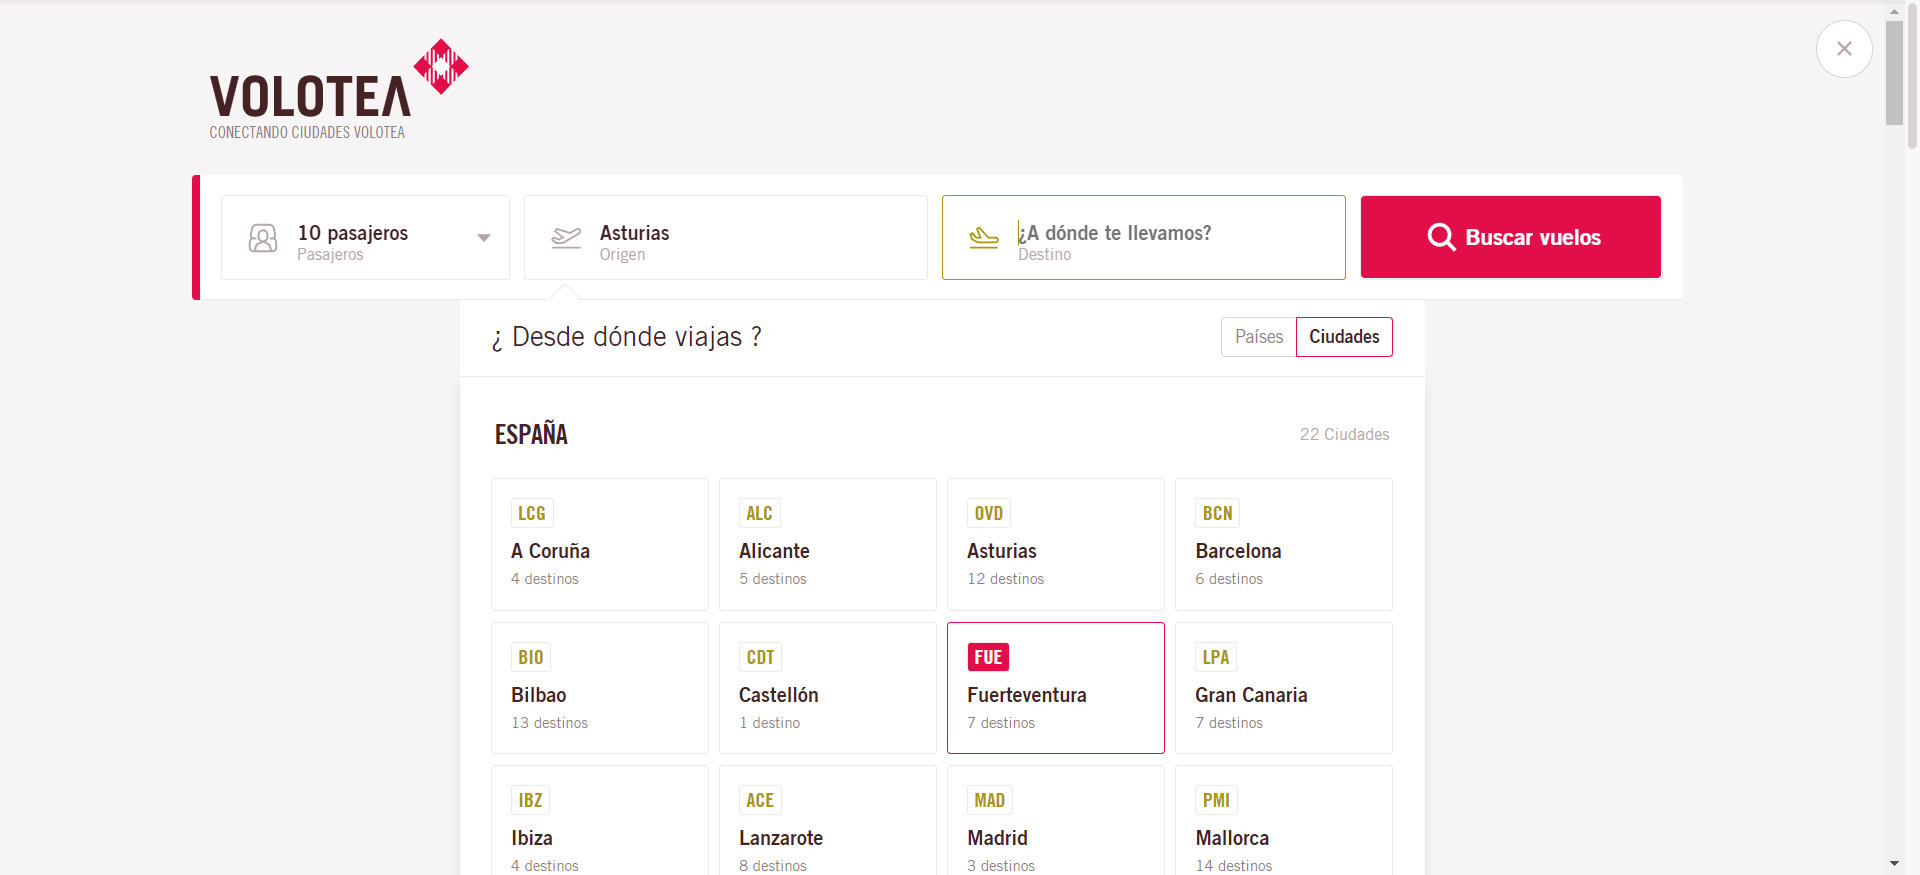 VOLOTEA
CONECTANDO CIUDADES VOLOTEA
10 pasajeros
Pasajeros
Asturias
Origen
¿A dónde te llevamos?
Destino
Buscar vuelos
¿ Desde dónde viajas ?
Países
Ciudades
ESPAÑA
22 Ciudades
LCG
A Coruña
4 destinos
ALC
Alicante
5 destinos
OVD
Asturias
12 destinos
BCN
Barcelona
6 destinos
BIO
Bilbao
13 destinos
CDT
Castellón
1 destino
FUE
Fuerteventura
7 destinos
LPA
Gran Canaria
7 destinos
IBZ
Ibiza
4 destinos
ACE
Lanzarote
8 destinos
MAD
Madrid
3 destinos
PMI
Mallorca
14 destinos